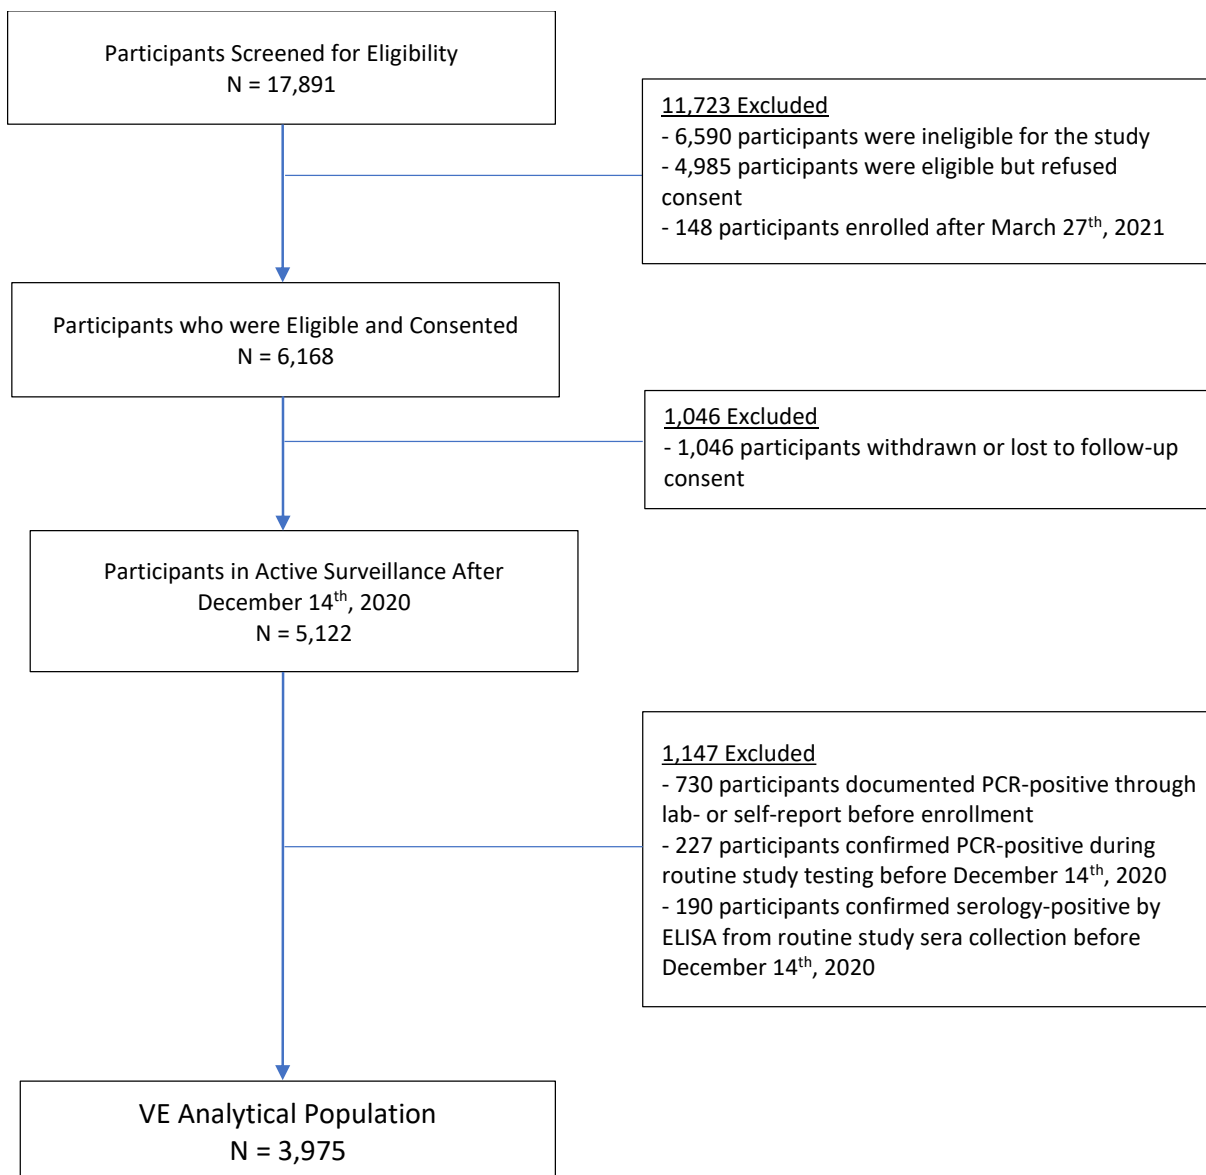 Participants Screened for Eligibility
N = 17,891
11,723 Excluded
- 6,590 participants were ineligible for the study
- 4,985 participants were eligible but refused
consent
- 148 participants enrolled after March 27th, 2021
Participants who were Eligible and Consented
N = 6,168
1,046 Excluded
- 1,046 participants withdrawn or lost to follow-up
consent
Participants in Active Surveillance After
December 14th, 2020
N = 5,122
1,147 Excluded
- 730 participants documented PCR-positive through
lab- or self-report before enrollment
- 227 participants confirmed PCR-positive during
routine study testing before December 14th, 2020
- 190 participants confirmed serology-positive by
ELISA from routine study sera collection before
December 14th, 2020
VE Analytical Population
N = 3,975